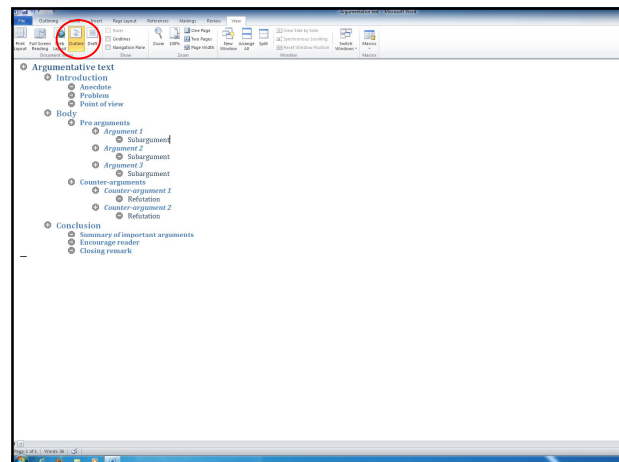 Argumentative text - Microsoft Word
File Outlining Home Insert Page Layout References Mailings Review View
Print Layout
Full Screen Reading
Web Layout
Outline
Draft
Document Views
Ruler
Gridlines
Navigation Pane
Show
Zoom
100%
One Page
Two Pages
Page Width
Zoom
New Window
Arrange All
Split
View Side by Side
Synchronous Scrolling
Reset Window Position
Window
Switch Windows
Macros
Macros
Argumentative text
Introduction
Anecdote
Problem
Point of view
Body
Pro arguments
Argument 1
Subargument
Argument 2
Subargument
Argument 3
Subargument
Counter-arguments
Counter-argument 1
Refutation
Counter-argument 2
Refutation
Conclusion
Summary of important arguments
Encourage reader
Closing remark
Page: 1 of 1 Words: 36